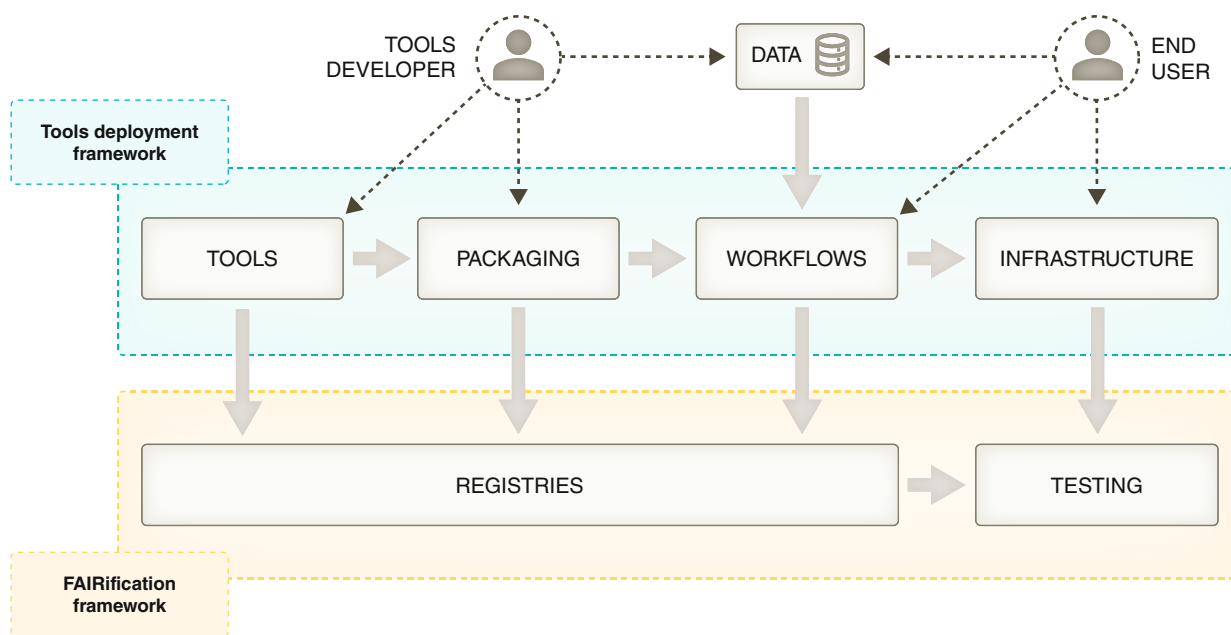 TOOLS
DEVELOPER
DATA
END
USER
Tools deployment
framework
TOOLS
PACKAGING
WORKFLOWS
INFRASTRUCTURE
REGISTRIES
TESTING
FAIRification
framework